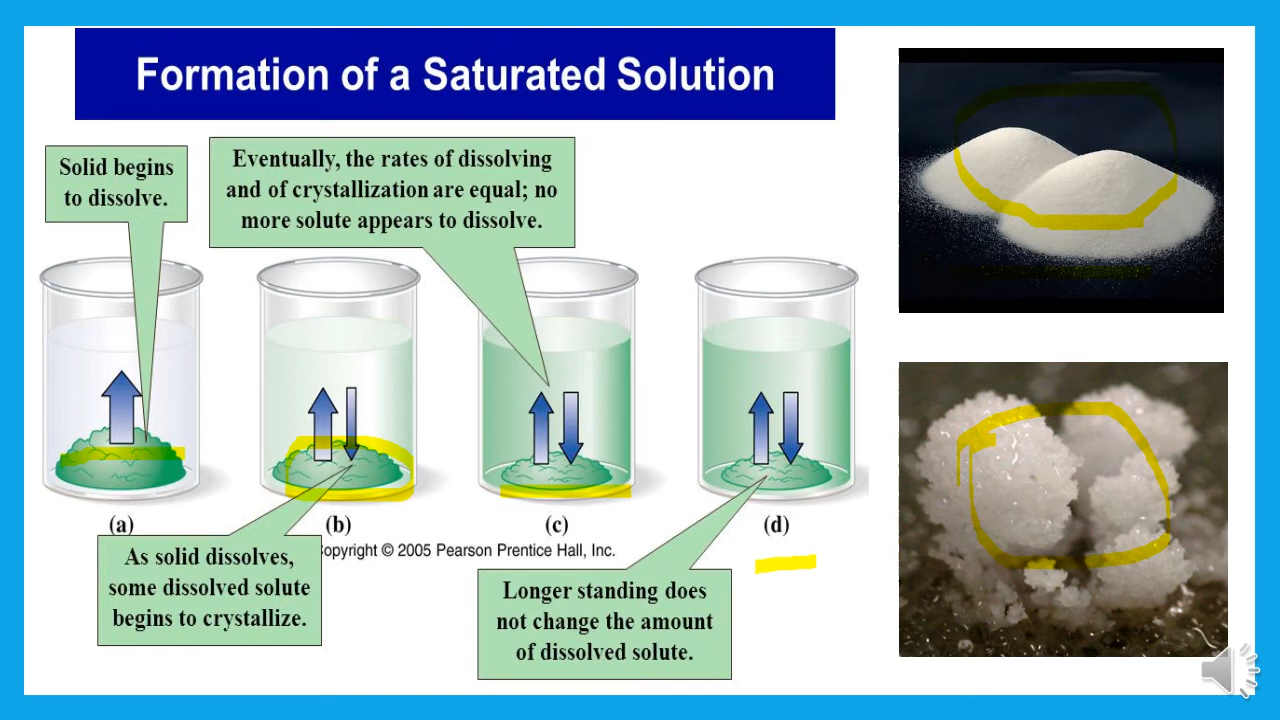 Formation of a Saturated Solution
Solid begins
to dissolve.
Eventually, the rates of dissolving
and of crystallization are equal; no
more solute appears to dissolve.
(a)
(b)
(c)
(d)
opyright © 2005 Pearson Prentice Hall, Inc.
As solid dissolves,
some dissolved solute
begins to crystallize.
Longer standing does
not change the amount
of dissolved solute.